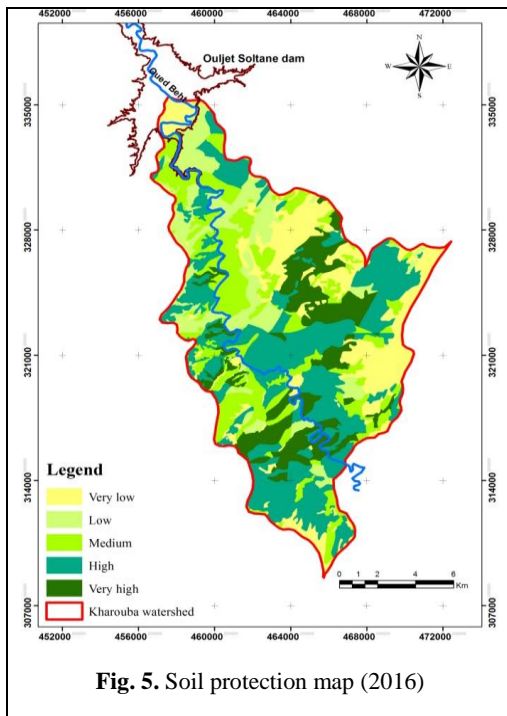 452000 456000 460000 464000 468000 472000
Ouljet Soltane dam
Oued Beht
N
W E
S
335000 335000
328000 328000
321000 321000
314000 314000
307000 307000
Legend
Very low
Low
Medium
High
Very high
Kharouba watershed
0 1 2 4 6
Km
452000 456000 460000 464000 468000 472000
Fig. 5. Soil protection map (2016)